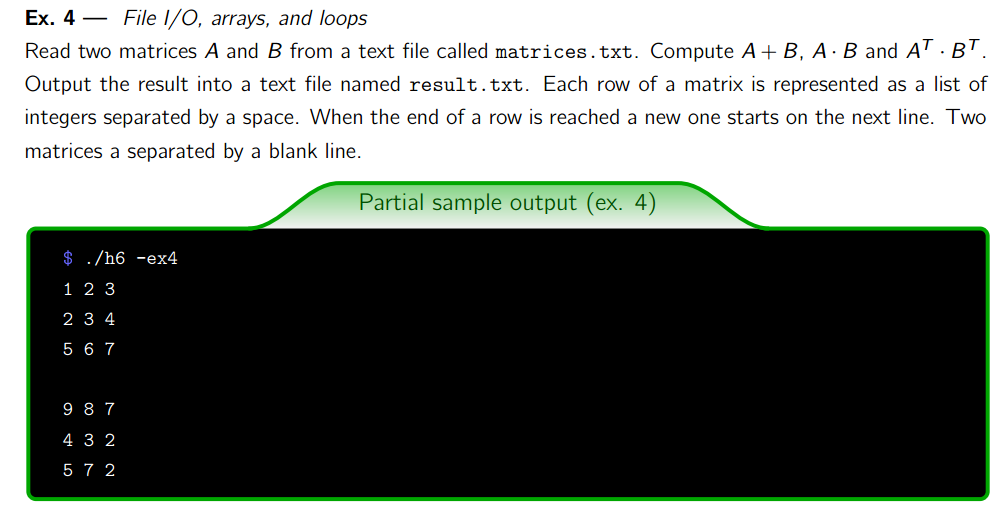 Ex. 4 — File I/O, arrays, and loops
Read two matrices A and B from a text file called matrices.txt. Compute A + B, A · B and Aᵀ · Bᵀ.
Output the result into a text file named result.txt. Each row of a matrix is represented as a list of
integers separated by a space. When the end of a row is reached a new one starts on the next line. Two
matrices a separated by a blank line.
Partial sample output (ex. 4)
$ ./h6 -ex4
1 2 3
2 3 4
5 6 7
9 8 7
4 3 2
5 7 2